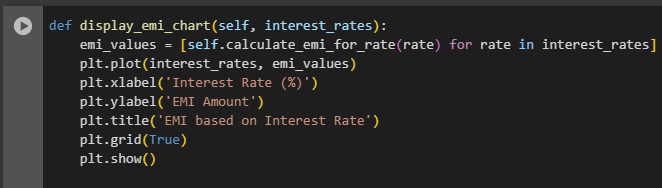 def display_emi_chart(self, interest_rates):
    emi_values = [self.calculate_emi_for_rate(rate) for rate in interest_rates]
    plt.plot(interest_rates, emi_values)
    plt.xlabel('Interest Rate (%)')
    plt.ylabel('EMI Amount')
    plt.title('EMI based on Interest Rate')
    plt.grid(True)
    plt.show()